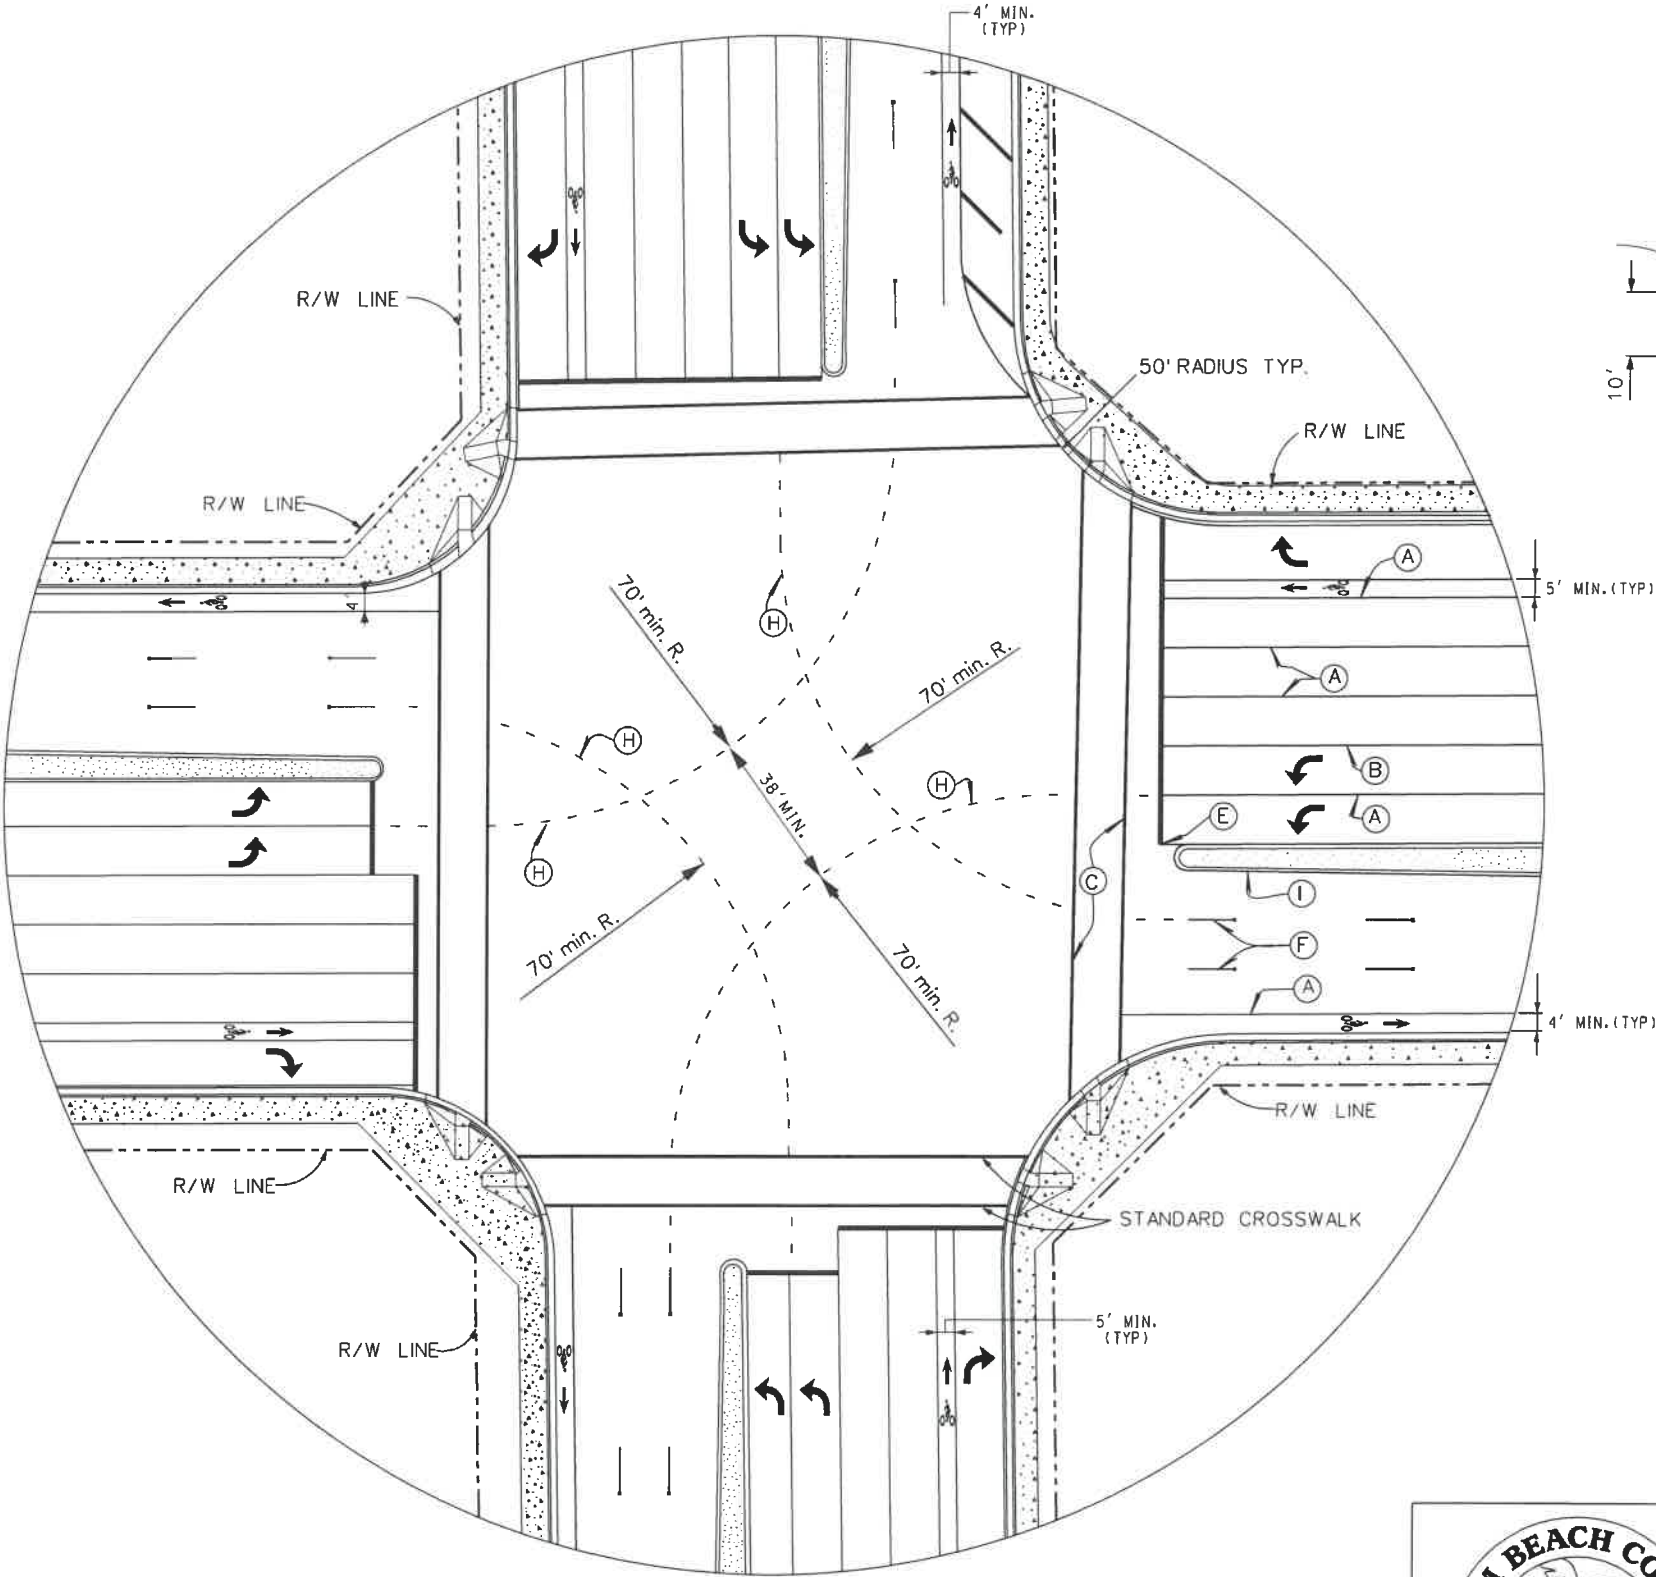 4' MIN.
(TYP)
R/W LINE
50' RADIUS TYP.
10'
R/W LINE
R/W LINE
A
5' MIN.(TYP)
4'
70' min. R.
H
70' min. R.
A
H
38' MIN.
H
B
A
E
H
C
I
70' min. R.
70' min. R.
F
A
4' MIN.(TYP)
R/W LINE
R/W LINE
STANDARD CROSSWALK
R/W LINE
5' MIN.
(TYP)
BEACH CO